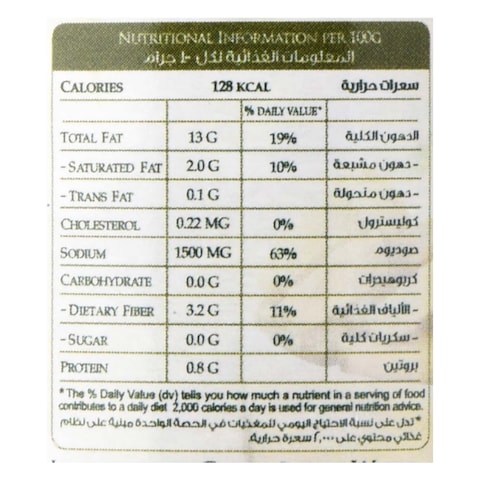 NUTRITIONAL INFORMATION PER 100G
المعلومات الغذائية لكل ١٠٠ جرام
CALORIES 128 KCAL سعرات حرارية
% DAILY VALUE*
TOTAL FAT 13 G 19% الدهون الكلية
- SATURATED FAT 2.0 G 10% - دهون مشبعة
- TRANS FAT 0.1 G - دهون متحولة
CHOLESTEROL 0.22 MG 0% كوليسترول
SODIUM 1500 MG 63% صوديوم
CARBOHYDRATE 0.0 G 0% كربوهيدرات
- DIETARY FIBER 3.2 G 11% - الألياف الغذائية
- SUGAR 0.0 G 0% - سكريات كلية
PROTEIN 0.8 G بروتين
* The % Daily Value (dv) tells you how much a nutrient in a serving of food
contributes to a daily diet. 2,000 calories a day is used for general nutrition advice.
* تدل على نسبة الاحتياج اليومي للمغذيات في الحصة الواحدة مبنية على نظام
غذائي محتوي على ٢,٠٠٠ سعرة حرارية.